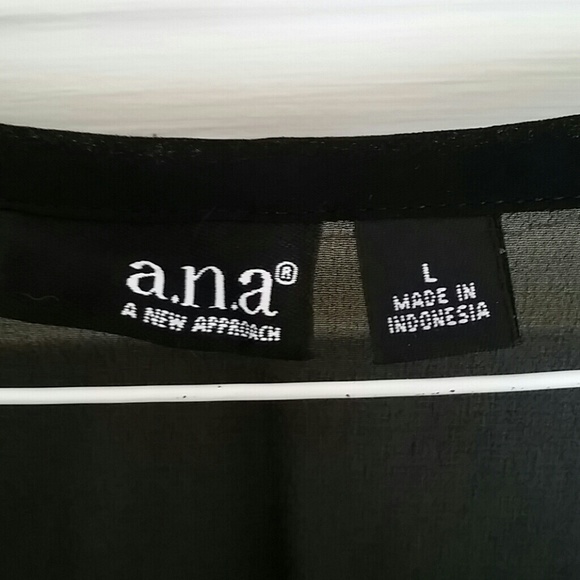 a.n.a®
A NEW APPROACH
L
MADE IN
INDONESIA